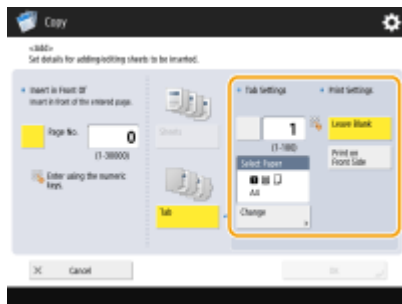 Copy
<Add>
Set details for adding/editing sheets to be inserted.
Insert in Front Of
Insert in front of the entered page.
Page No.
0
(1-30000)
Enter using the numeric
keys.
Sheets
Tab
Tab Settings
1
(1-100)
Select Paper
A4
Change
Print Settings
Leave Blank
Print on
Front Side
Cancel
OK